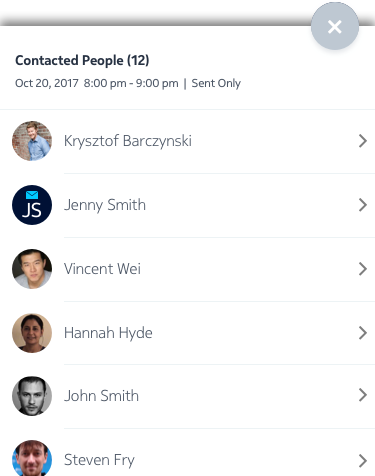 Contacted People (12)
Oct 20, 2017 8:00 pm - 9:00 pm | Sent Only
Krysztof Barczynski
JS
Jenny Smith
Vincent Wei
Hannah Hyde
John Smith
Steven Fry